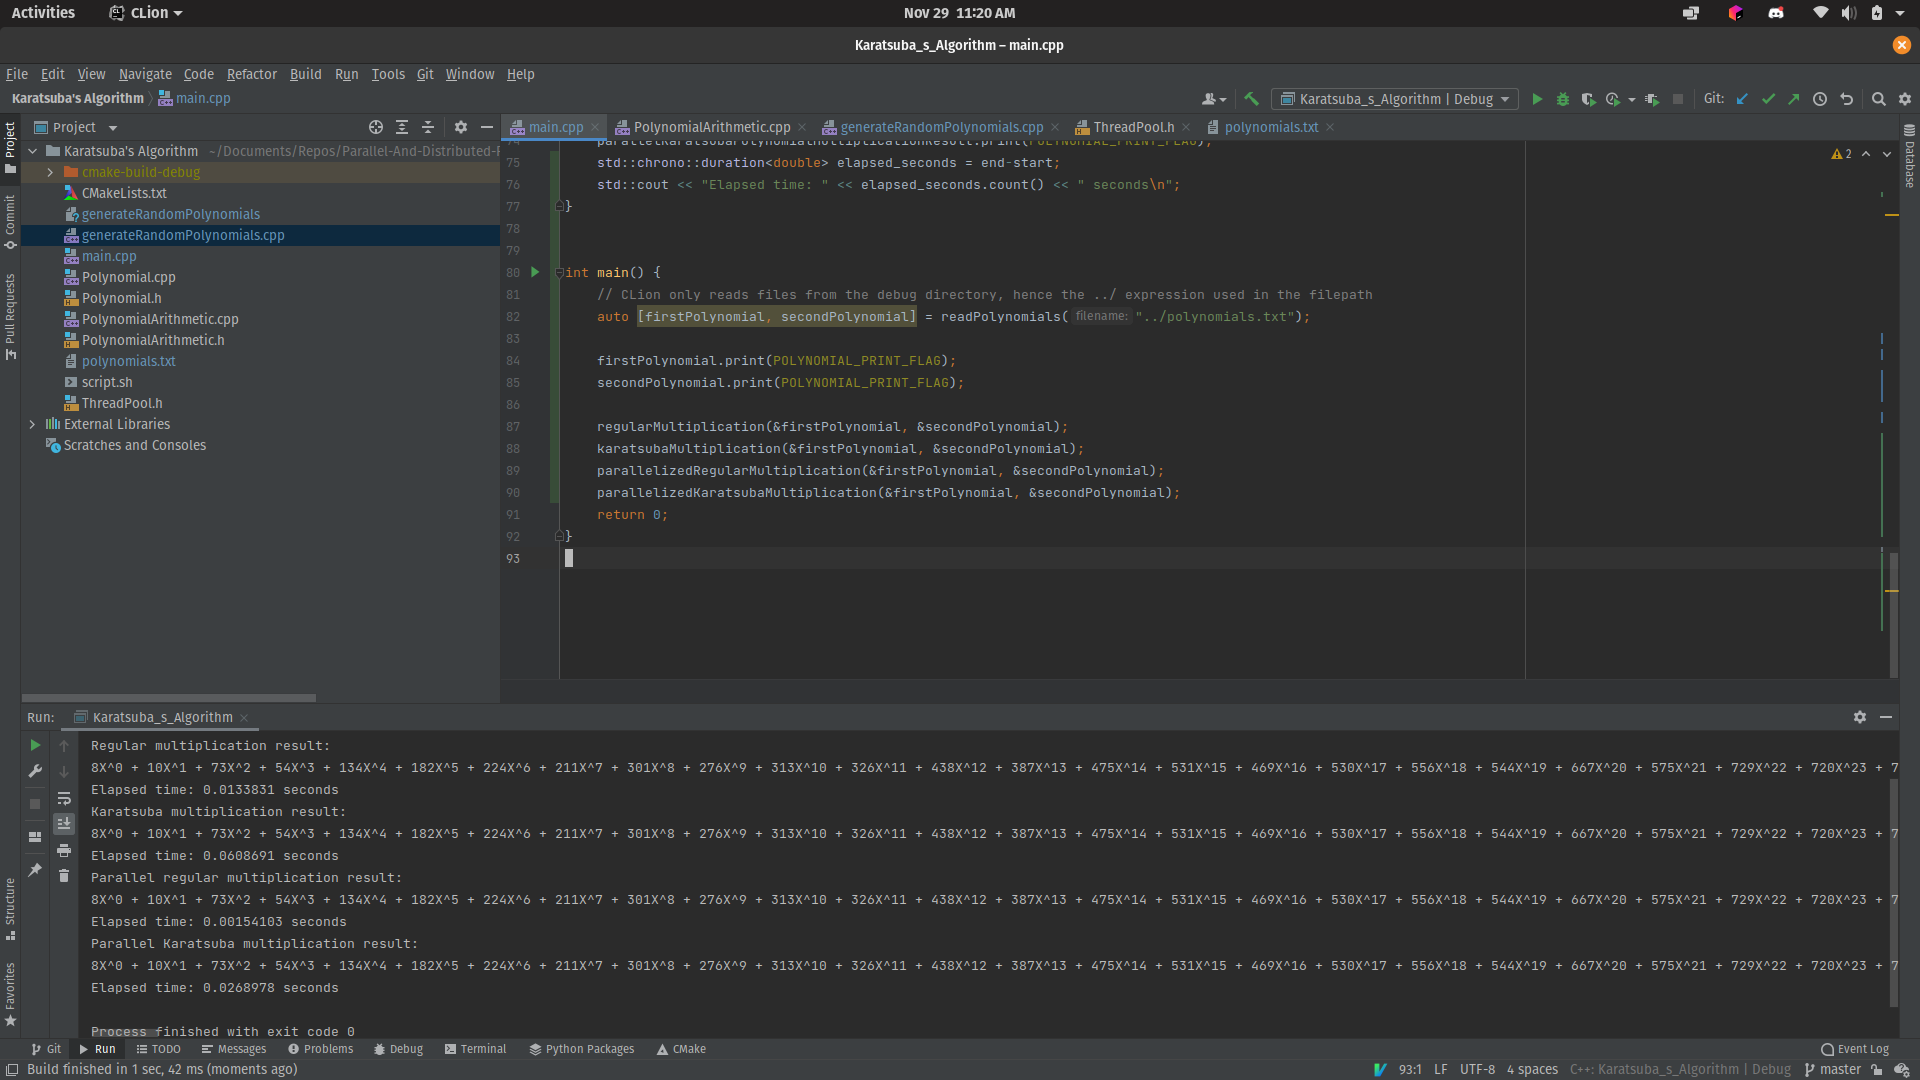 Activities CLion Nov 29 11:20 AM
Karatsuba_s_Algorithm – main.cpp
File Edit View Navigate Code Refactor Build Run Tools Git Window Help
Karatsuba's Algorithm main.cpp Karatsuba_s_Algorithm | Debug Git:
Project main.cpp PolynomialArithmetic.cpp generateRandomPolynomials.cpp ThreadPool.h polynomials.txt
Project
Commit
Pull Requests
Structure
Favorites
Database
Karatsuba's Algorithm ~/Documents/Repos/Parallel-And-Distributed-
cmake-build-debug
CMakeLists.txt
generateRandomPolynomials
generateRandomPolynomials.cpp
main.cpp
Polynomial.cpp
Polynomial.h
PolynomialArithmetic.cpp
PolynomialArithmetic.h
polynomials.txt
script.sh
ThreadPool.h
External Libraries
Scratches and Consoles
2
74 parallelKaratsubaPolynomialMultiplicationResult.print(POLYNOMIAL_PRINT_FLAG);
75 std::chrono::duration<double> elapsed_seconds = end-start;
76 std::cout << "Elapsed time: " << elapsed_seconds.count() << " seconds\n";
77 }
78
79
80 int main() {
81 // CLion only reads files from the debug directory, hence the ../ expression used in the filepath
82 auto [firstPolynomial, secondPolynomial] = readPolynomials( filename: "../polynomials.txt");
83
84 firstPolynomial.print(POLYNOMIAL_PRINT_FLAG);
85 secondPolynomial.print(POLYNOMIAL_PRINT_FLAG);
86
87 regularMultiplication(&firstPolynomial, &secondPolynomial);
88 karatsubaMultiplication(&firstPolynomial, &secondPolynomial);
89 parallelizedRegularMultiplication(&firstPolynomial, &secondPolynomial);
90 parallelizedKaratsubaMultiplication(&firstPolynomial, &secondPolynomial);
91 return 0;
92 }
93
Run: Karatsuba_s_Algorithm
Regular multiplication result:
8X^0 + 10X^1 + 73X^2 + 54X^3 + 134X^4 + 182X^5 + 224X^6 + 211X^7 + 301X^8 + 276X^9 + 313X^10 + 326X^11 + 438X^12 + 387X^13 + 475X^14 + 531X^15 + 469X^16 + 530X^17 + 556X^18 + 544X^19 + 667X^20 + 575X^21 + 729X^22 + 720X^23 + 7
Elapsed time: 0.0133831 seconds
Karatsuba multiplication result:
8X^0 + 10X^1 + 73X^2 + 54X^3 + 134X^4 + 182X^5 + 224X^6 + 211X^7 + 301X^8 + 276X^9 + 313X^10 + 326X^11 + 438X^12 + 387X^13 + 475X^14 + 531X^15 + 469X^16 + 530X^17 + 556X^18 + 544X^19 + 667X^20 + 575X^21 + 729X^22 + 720X^23 + 7
Elapsed time: 0.0608691 seconds
Parallel regular multiplication result:
8X^0 + 10X^1 + 73X^2 + 54X^3 + 134X^4 + 182X^5 + 224X^6 + 211X^7 + 301X^8 + 276X^9 + 313X^10 + 326X^11 + 438X^12 + 387X^13 + 475X^14 + 531X^15 + 469X^16 + 530X^17 + 556X^18 + 544X^19 + 667X^20 + 575X^21 + 729X^22 + 720X^23 + 7
Elapsed time: 0.00154103 seconds
Parallel Karatsuba multiplication result:
8X^0 + 10X^1 + 73X^2 + 54X^3 + 134X^4 + 182X^5 + 224X^6 + 211X^7 + 301X^8 + 276X^9 + 313X^10 + 326X^11 + 438X^12 + 387X^13 + 475X^14 + 531X^15 + 469X^16 + 530X^17 + 556X^18 + 544X^19 + 667X^20 + 575X^21 + 729X^22 + 720X^23 + 7
Elapsed time: 0.0268978 seconds
Process finished with exit code 0
Git Run TODO Messages Problems Debug Terminal Python Packages CMake Event Log
Build finished in 1 sec, 42 ms (moments ago) 93:1 LF UTF-8 4 spaces C++: Karatsuba_s_Algorithm | Debug master